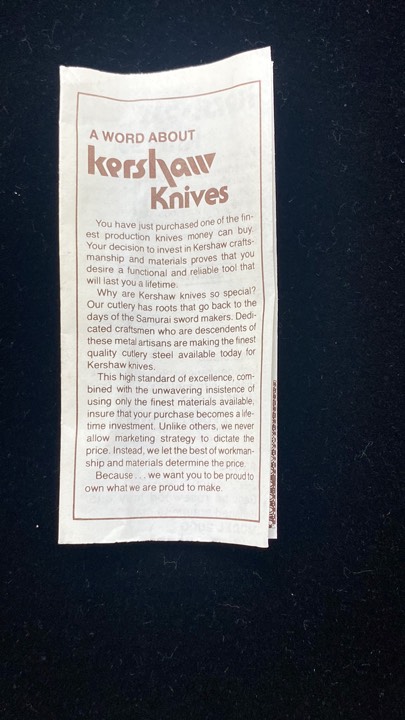 A WORD ABOUT
kershaw
Knives
You have just purchased one of the fin-
est production knives money can buy.
Your decision to invest in Kershaw crafts-
manship and materials proves that you
desire a functional and reliable tool that
will last you a lifetime.
Why are Kershaw knives so special?
Our cutlery has roots that go back to the
days of the Samurai sword makers. Dedi-
cated craftsmen who are descendents of
these metal artisans are making the finest
quality cutlery steel available today for
Kershaw knives.
This high standard of excellence, com-
bined with the unwavering insistence of
using only the finest materials available,
insure that your purchase becomes a life-
time investment. Unlike others, we never
allow marketing strategy to dictate the
price. Instead, we let the best of workman-
ship and materials determine the price.
Because . . . we want you to be proud to
own what we are proud to make.